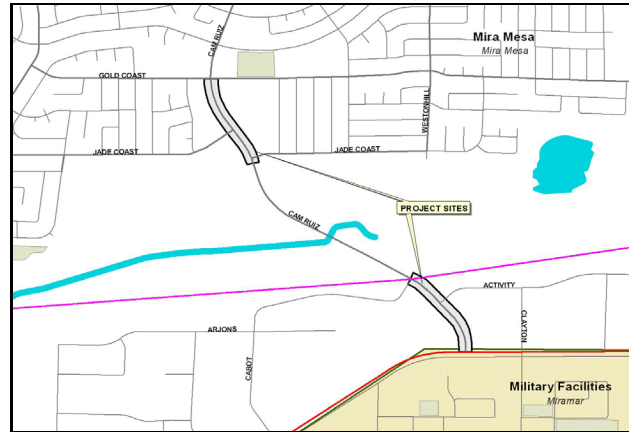 CAM RUIZ
Mira Mesa
Mira Mesa
GOLD COAST
WESTONHILL
JADE COAST
JADE COAST
PROJECT SITES
CAM RUIZ
ACTIVITY
CLAYTON
ARJONS
CABOT
Military Facilities
Miramar